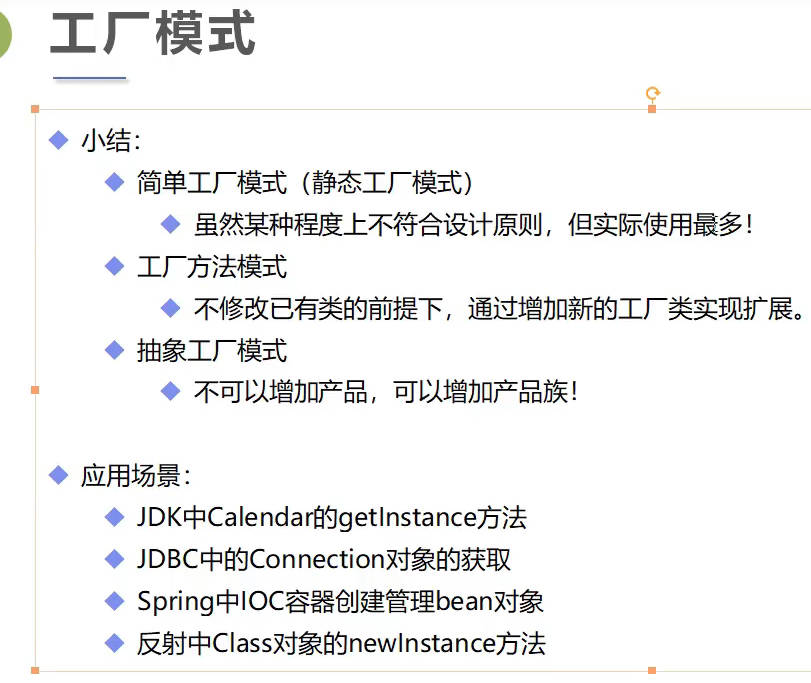 工厂模式
小结：
简单工厂模式（静态工厂模式）
虽然某种程度上不符合设计原则，但实际使用最多！
工厂方法模式
不修改已有类的前提下，通过增加新的工厂类实现扩展。
抽象工厂模式
不可以增加产品，可以增加产品族！
应用场景：
JDK中Calendar的getInstance方法
JDBC中的Connection对象的获取
Spring中IOC容器创建管理bean对象
反射中Class对象的newInstance方法